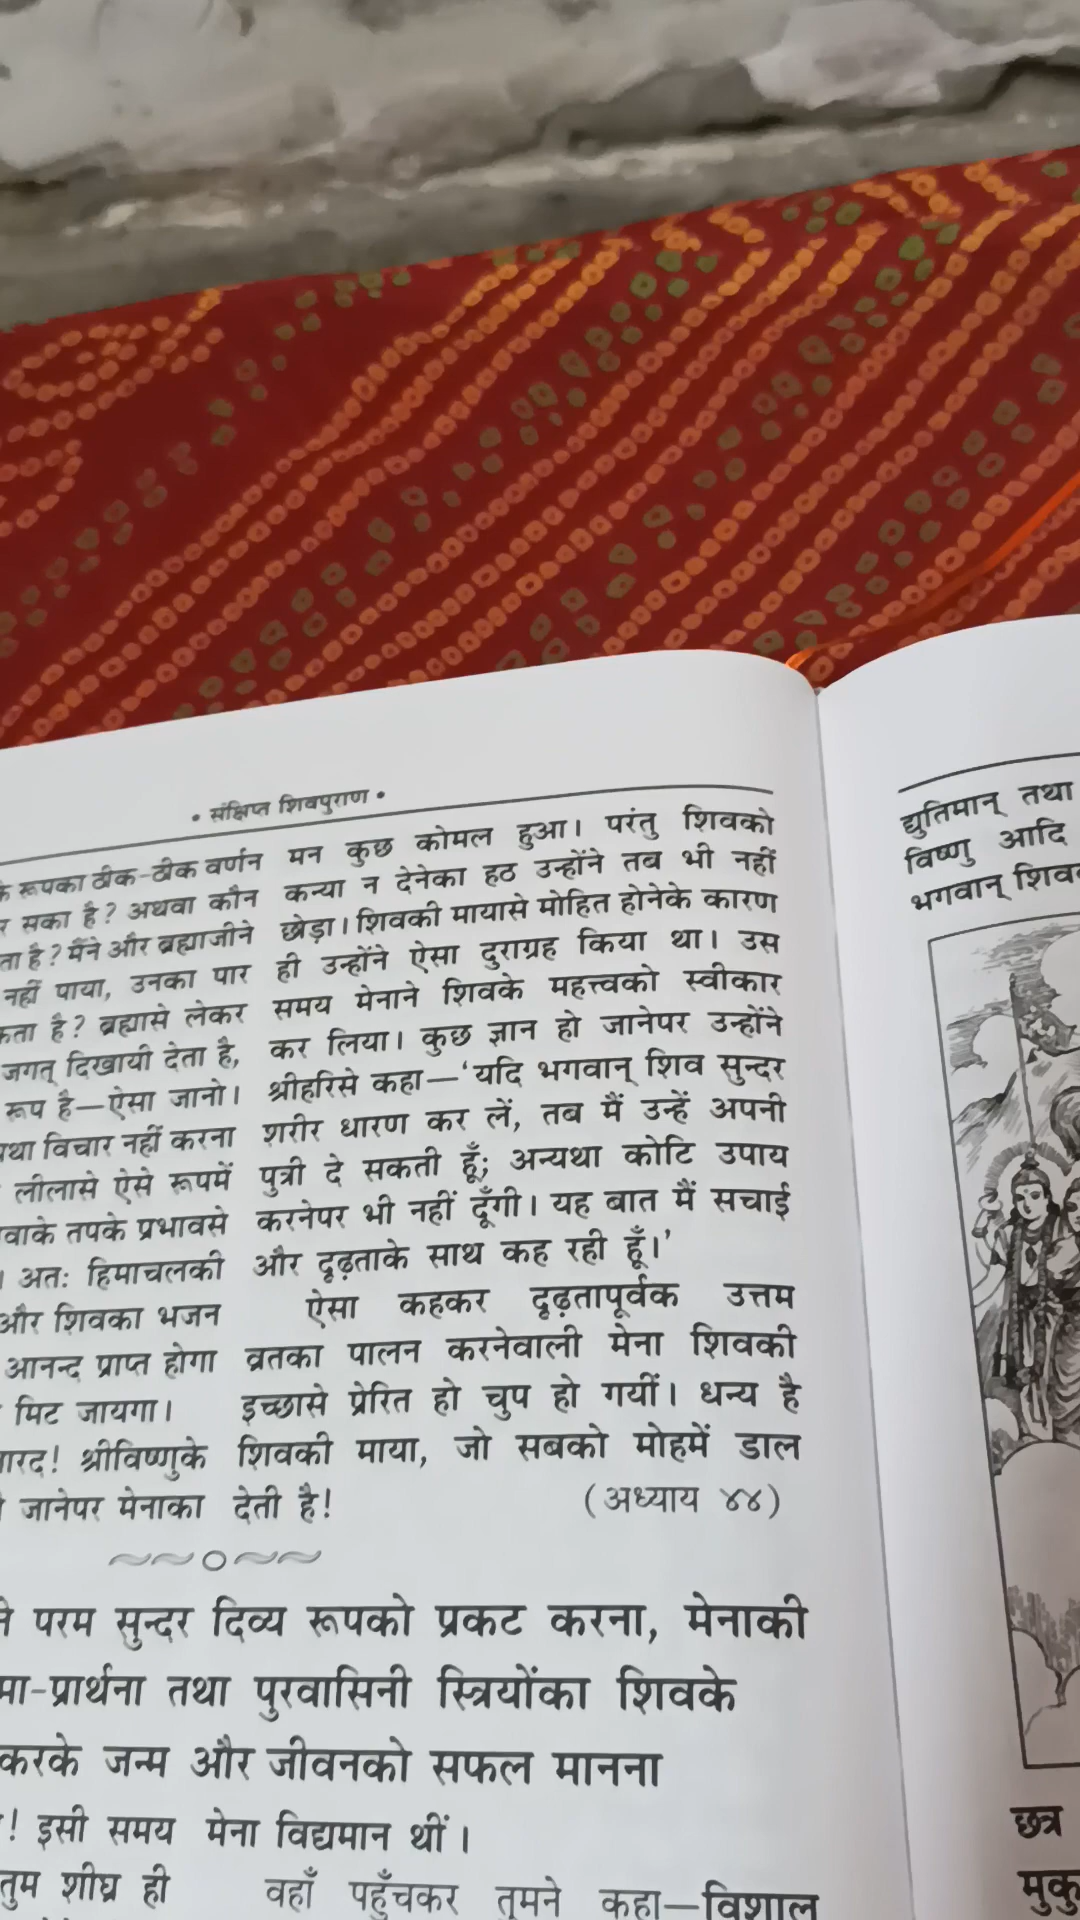 • संक्षिप्त शिवपुराण •
रूपका ठीक-ठीक वर्णन
सका है? अथवा कौन
है? मैंने और ब्रह्माजीने
नहीं पाया, उनका पार
है? ब्रह्मासे लेकर
जगत् दिखायी देता है,
रूप है—ऐसा जानो।
विचार नहीं करना
लीलासे ऐसे रूपमें
तपके प्रभावसे
। अतः हिमाचलकी
और शिवका भजन
आनन्द प्राप्त होगा
मिट जायगा।
! श्रीविष्णुके
जानेपर मेनाका
मन कुछ कोमल हुआ। परंतु शिवको
कन्या न देनेका हठ उन्होंने तब भी नहीं
छोड़ा। शिवकी मायासे मोहित होनेके कारण
ही उन्होंने ऐसा दुराग्रह किया था। उस
समय मेनाने शिवके महत्त्वको स्वीकार
कर लिया। कुछ ज्ञान हो जानेपर उन्होंने
श्रीहरिसे कहा—‘यदि भगवान् शिव सुन्दर
शरीर धारण कर लें, तब मैं उन्हें अपनी
पुत्री दे सकती हूँ; अन्यथा कोटि उपाय
करनेपर भी नहीं दूँगी। यह बात मैं सचाई
और दृढ़ताके साथ कह रही हूँ।’
ऐसा कहकर दृढ़तापूर्वक उत्तम
व्रतका पालन करनेवाली मेना शिवकी
इच्छासे प्रेरित हो चुप हो गयीं। धन्य है
शिवकी माया, जो सबको मोहमें डाल
देती है! (अध्याय ४४)
परम सुन्दर दिव्य रूपको प्रकट करना, मेनाकी
-प्रार्थना तथा पुरवासिनी स्त्रियोंका शिवके
करके जन्म और जीवनको सफल मानना
! इसी समय
तुम शीघ्र ही
मेना विद्यमान थीं।
वहाँ पहुँचकर तुमने कहा—विशाल
द्युतिमान् तथा
विष्णु आदि
भगवान्
छत्र